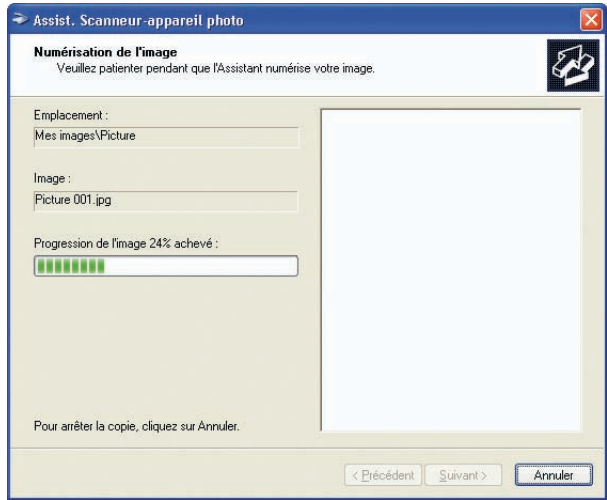 Assist. Scanneur-appareil photo
Numérisation de l'image
Veuillez patienter pendant que l'Assistant numérise votre image.
Emplacement :
Mes images\Picture
Image :
Picture 001.jpg
Progression de l'image 24% achevé :
Pour arrêter la copie, cliquez sur Annuler.
< Précédent Suivant > Annuler